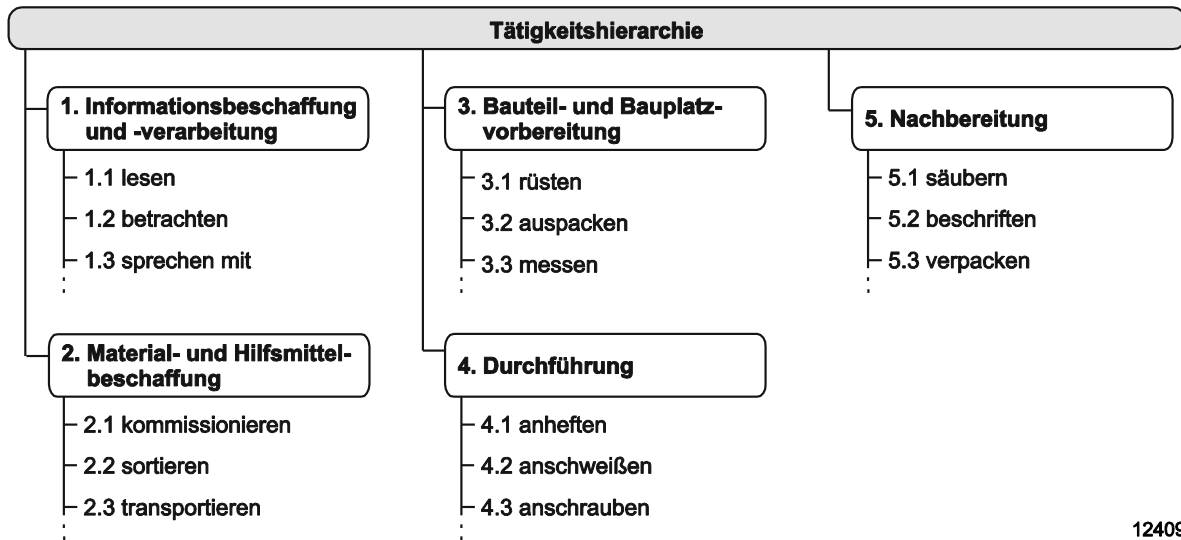 Tätigkeitshierarchie
1. Informationsbeschaffung
und -verarbeitung
1.1 lesen
1.2 betrachten
1.3 sprechen mit
2. Material- und Hilfsmittel-
beschaffung
2.1 kommissionieren
2.2 sortieren
2.3 transportieren
3. Bauteil- und Bauplatz-
vorbereitung
3.1 rüsten
3.2 auspacken
3.3 messen
4. Durchführung
4.1 anheften
4.2 anschweißen
4.3 anschrauben
5. Nachbereitung
5.1 säubern
5.2 beschriften
5.3 verpacken
12409